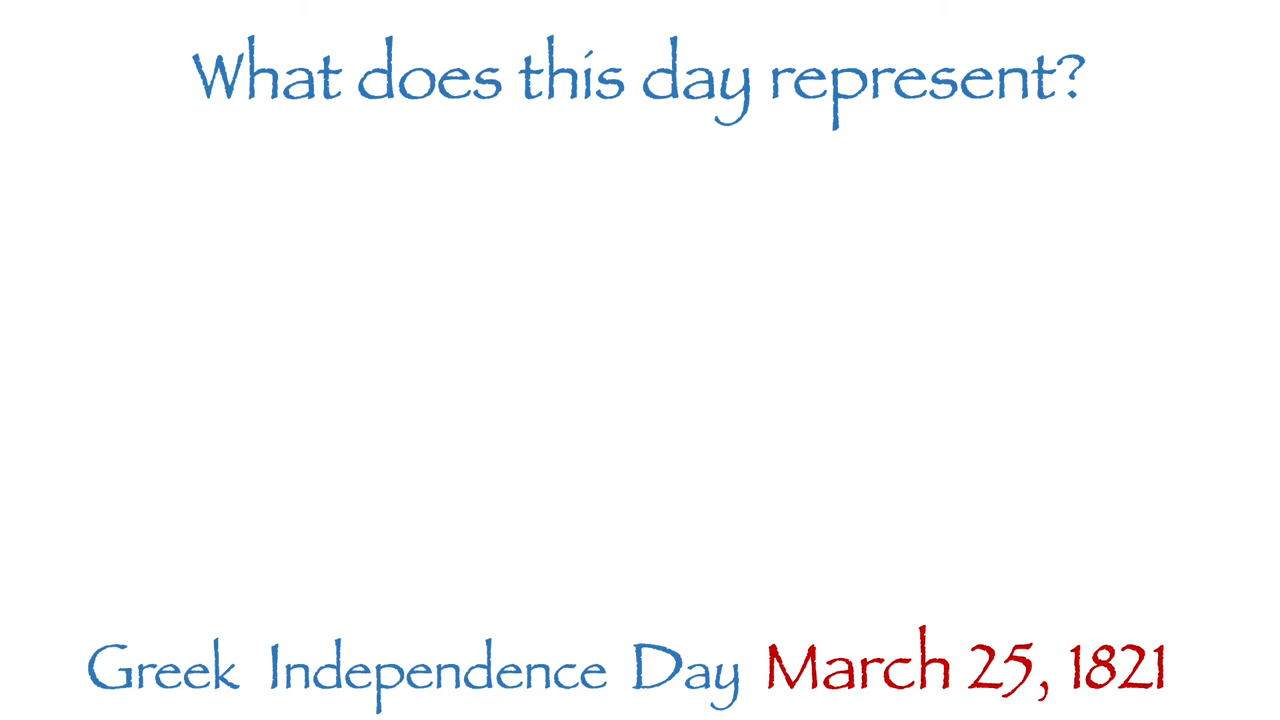 What does this day represent?
Greek Independence Day March 25, 1821